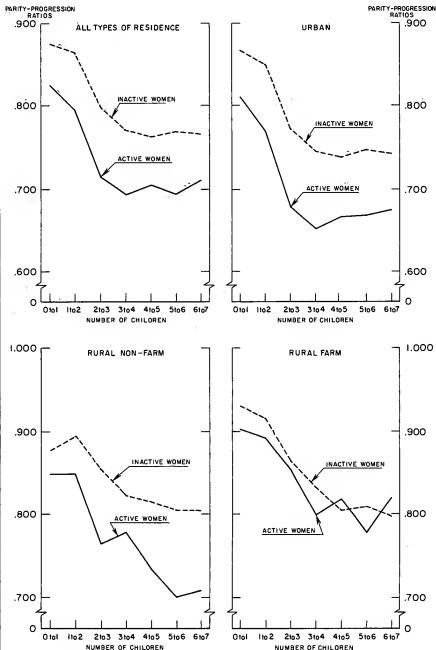 PARITY-PROGRESSION
RATIOS
PARITY-PROGRESSION
RATIOS
ALL TYPES OF RESIDENCE
.900
.800
.700
.600
0
INACTIVE WOMEN
ACTIVE WOMEN
0to1 1to2 2to3 3to4 4to5 5to6 6to7
NUMBER OF CHILDREN
URBAN
.900
.800
.700
.600
0
INACTIVE WOMEN
ACTIVE WOMEN
0to1 1to2 2to3 3to4 4to5 5to6 6to7
NUMBER OF CHILDREN
RURAL NON-FARM
1.000
.900
.800
.700
0
INACTIVE WOMEN
ACTIVE WOMEN
0to1 1to2 2to3 3to4 4to5 5to6 6to7
NUMBER OF CHILDREN
RURAL FARM
1.000
.900
.800
.700
0
INACTIVE WOMEN
ACTIVE WOMEN
0to1 1to2 2to3 3to4 4to5 5to6 6to7
NUMBER OF CHILDREN